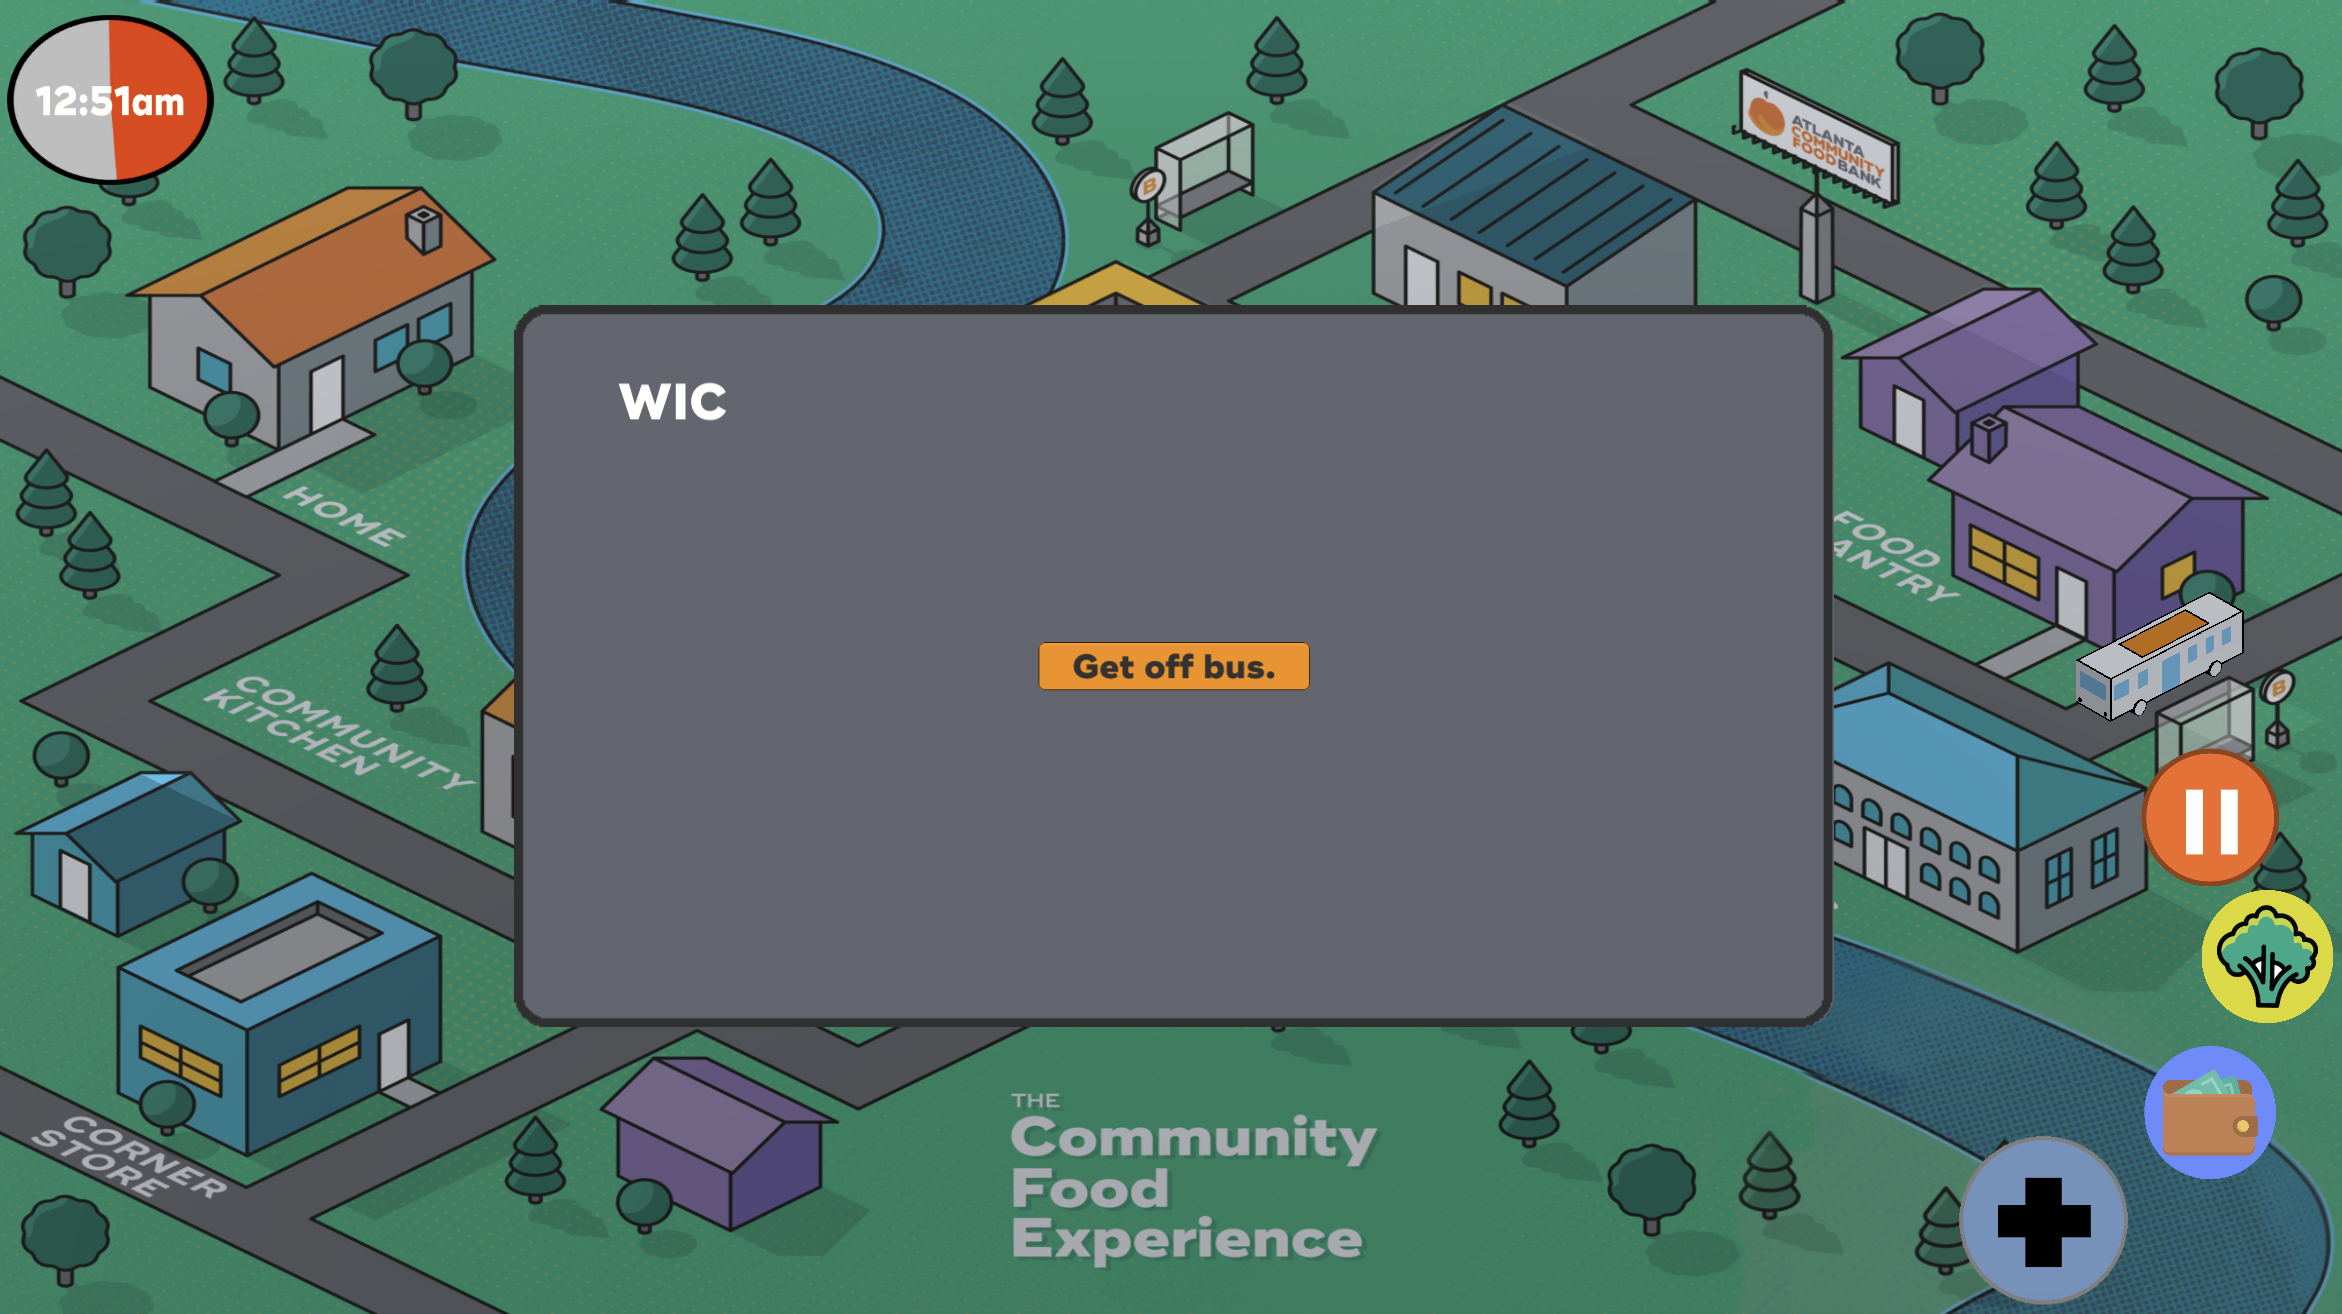 12:51am
B
ATLANTA
COMMUNITY
FOOD BANK
WIC
HOME
FOOD
Get off bus.
B
COMMUNITY
KITCHEN
THE
Community
Food
Experience
CORNER
STORE